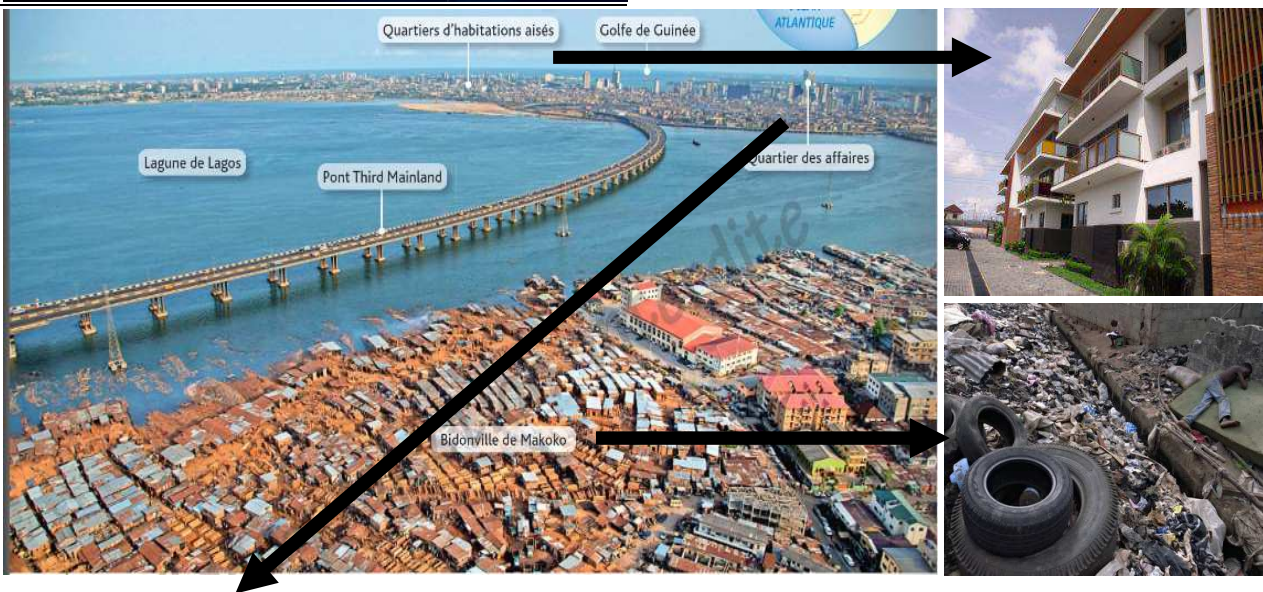 ATLANTIQUE
Quartiers d'habitations aisés
Golfe de Guinée
Lagune de Lagos
Quartier des affaires
Pont Third Mainland
Bidonville de Makoko